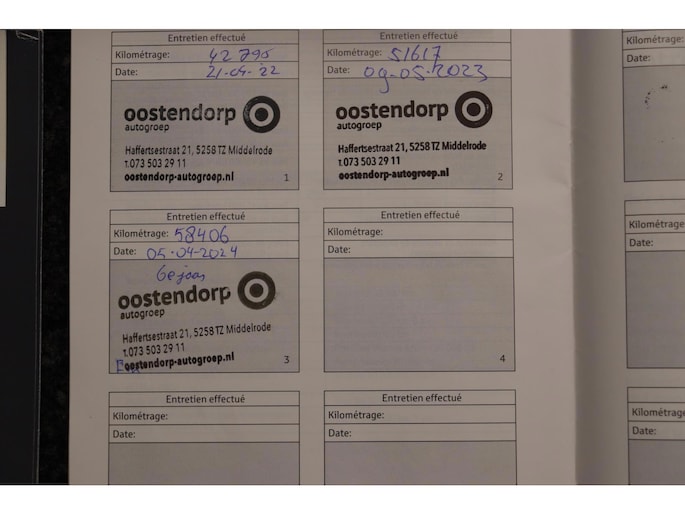 Entretien effectué
Kilométrage: 42 795
Date: 21-04-22
oostendorp
autogroep
Haffertsestraat 21, 5258 TZ Middelrode
t.073 503 29 11
oostendorp-autogroep.nl
1
Entretien effectué
Kilométrage: 51617
Date: 09-05-2023
oostendorp
autogroep
Haffertsestraat 21, 5258 TZ Middelrode
t.073 503 29 11
oostendorp-autogroep.nl
2
Kilométrage:
Date:
Entretien effectué
Kilométrage: 58406
Date: 05-04-2024
oostendorp
autogroep
Haffertsestraat 21, 5258 TZ Middelrode
t.073 503 29 11
oostendorp-autogroep.nl
3
Entretien effectué
Kilométrage:
Date:
4
Kilométrage
Date:
Entretien effectué
Kilométrage:
Date:
Entretien effectué
Kilométrage:
Date:
Kilométrage
Date: